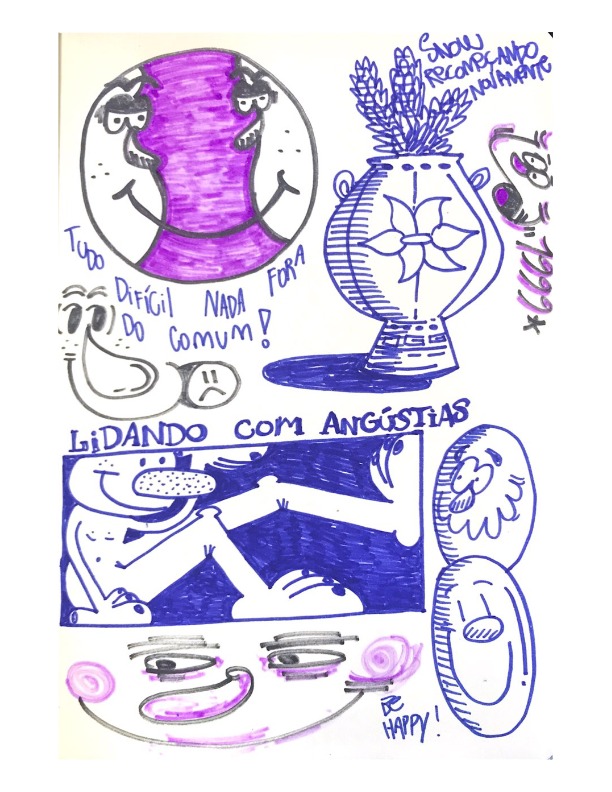 SNOW
RECOMEÇANDO
NOVAMENTE
TUDO DIFÍCIL NADA FORA
DO COMUM!
LiDANDO COM ANGÚSTiAS
BE
HAPPY!